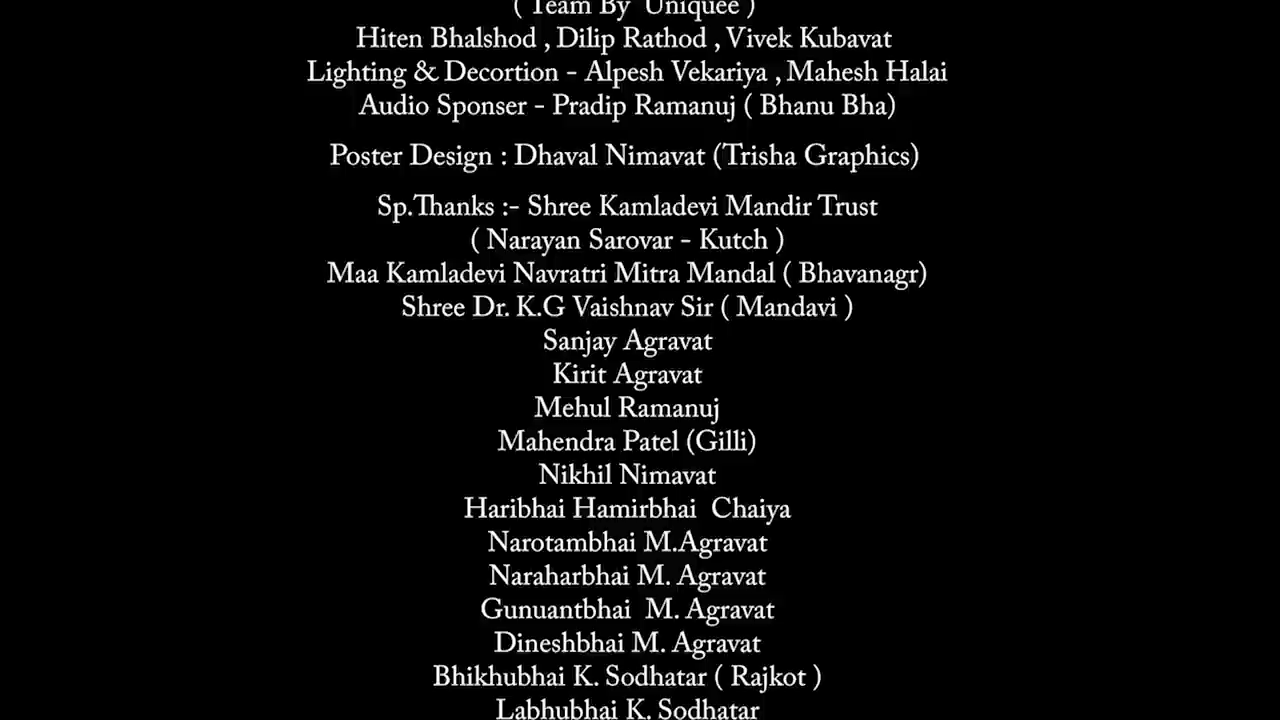 ( Team By Uniquee )
Hiten Bhalshod , Dilip Rathod , Vivek Kubavat
Lighting & Decortion - Alpesh Vekariya , Mahesh Halai
Audio Sponser - Pradip Ramanuj ( Bhanu Bha)
Poster Design : Dhaval Nimavat (Trisha Graphics)
Sp.Thanks :- Shree Kamladevi Mandir Trust
( Narayan Sarovar - Kutch )
Maa Kamladevi Navratri Mitra Mandal ( Bhavanagr)
Shree Dr. K.G Vaishnav Sir ( Mandavi )
Sanjay Agravat
Kirit Agravat
Mehul Ramanuj
Mahendra Patel (Gilli)
Nikhil Nimavat
Haribhai Hamirbhai Chaiya
Narotambhai M.Agravat
Naraharbhai M. Agravat
Gunuantbhai M. Agravat
Dineshbhai M. Agravat
Bhikhubhai K. Sodhatar ( Rajkot )
Labhubhai K. Sodhatar